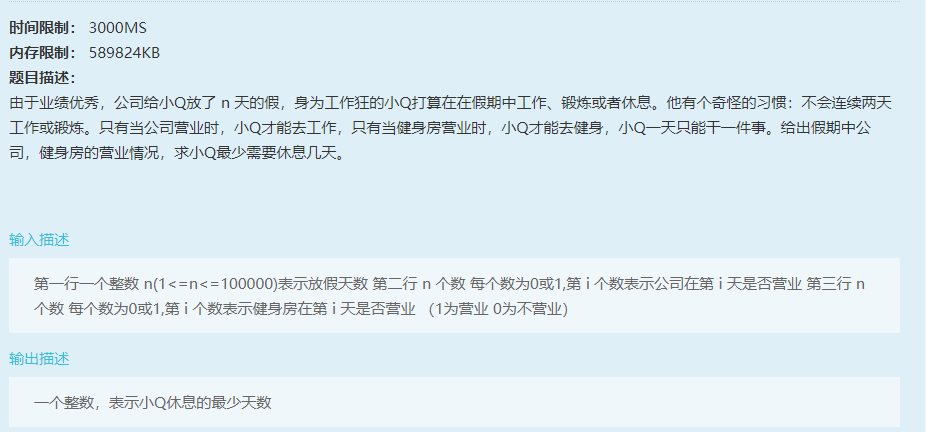 时间限制： 3000MS
内存限制： 589824KB
题目描述：
由于业绩优秀，公司给小Q放了 n 天的假，身为工作狂的小Q打算在在假期中工作、锻炼或者休息。他有个奇怪的习惯：不会连续两天
工作或锻炼。只有当公司营业时，小Q才能去工作，只有当健身房营业时，小Q才能去健身，小Q一天只能干一件事。给出假期中公
司，健身房的营业情况，求小Q最少需要休息几天。
输入描述
第一行一个整数 n(1<=n<=100000)表示放假天数 第二行 n 个数 每个数为0或1,第 i 个数表示公司在第 i 天是否营业 第三行 n
个数 每个数为0或1,第 i 个数表示健身房在第 i 天是否营业 （1为营业 0为不营业）
输出描述
一个整数，表示小Q休息的最少天数